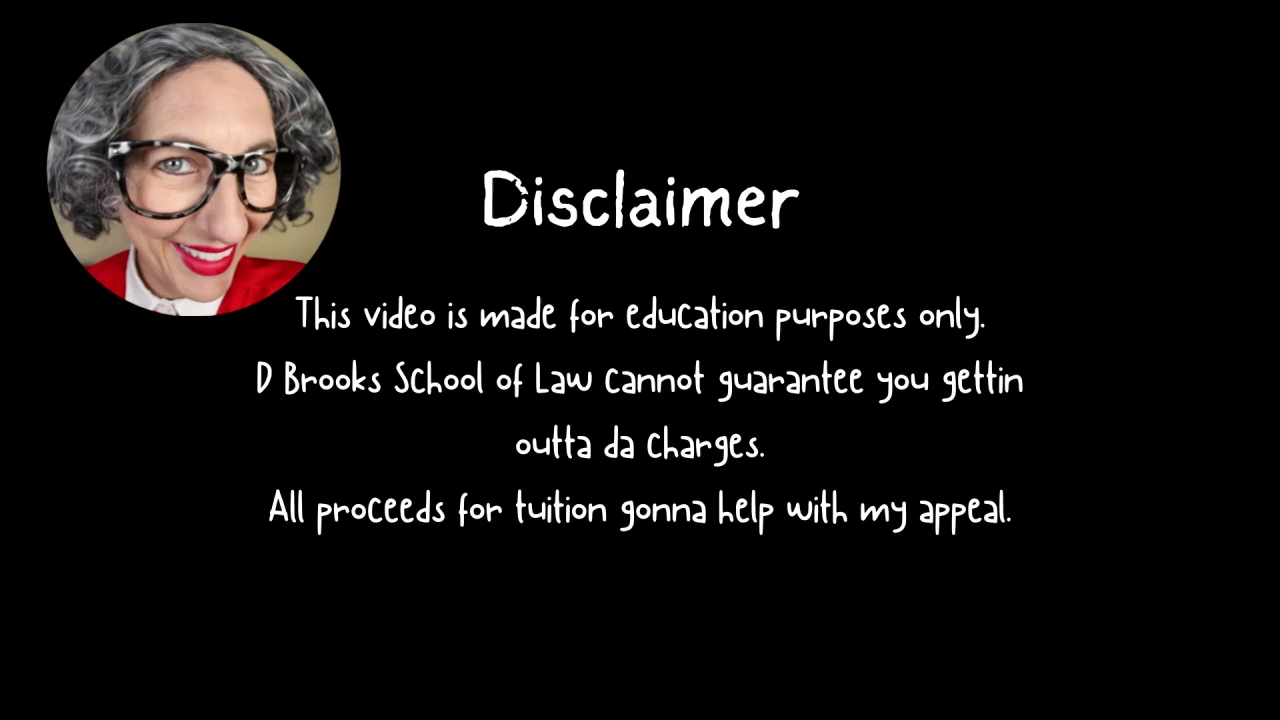 Disclaimer
This video is made for education purposes only.
D Brooks School of Law cannot guarantee you gettin
outta da charges.
All proceeds for tuition gonna help with my appeal.